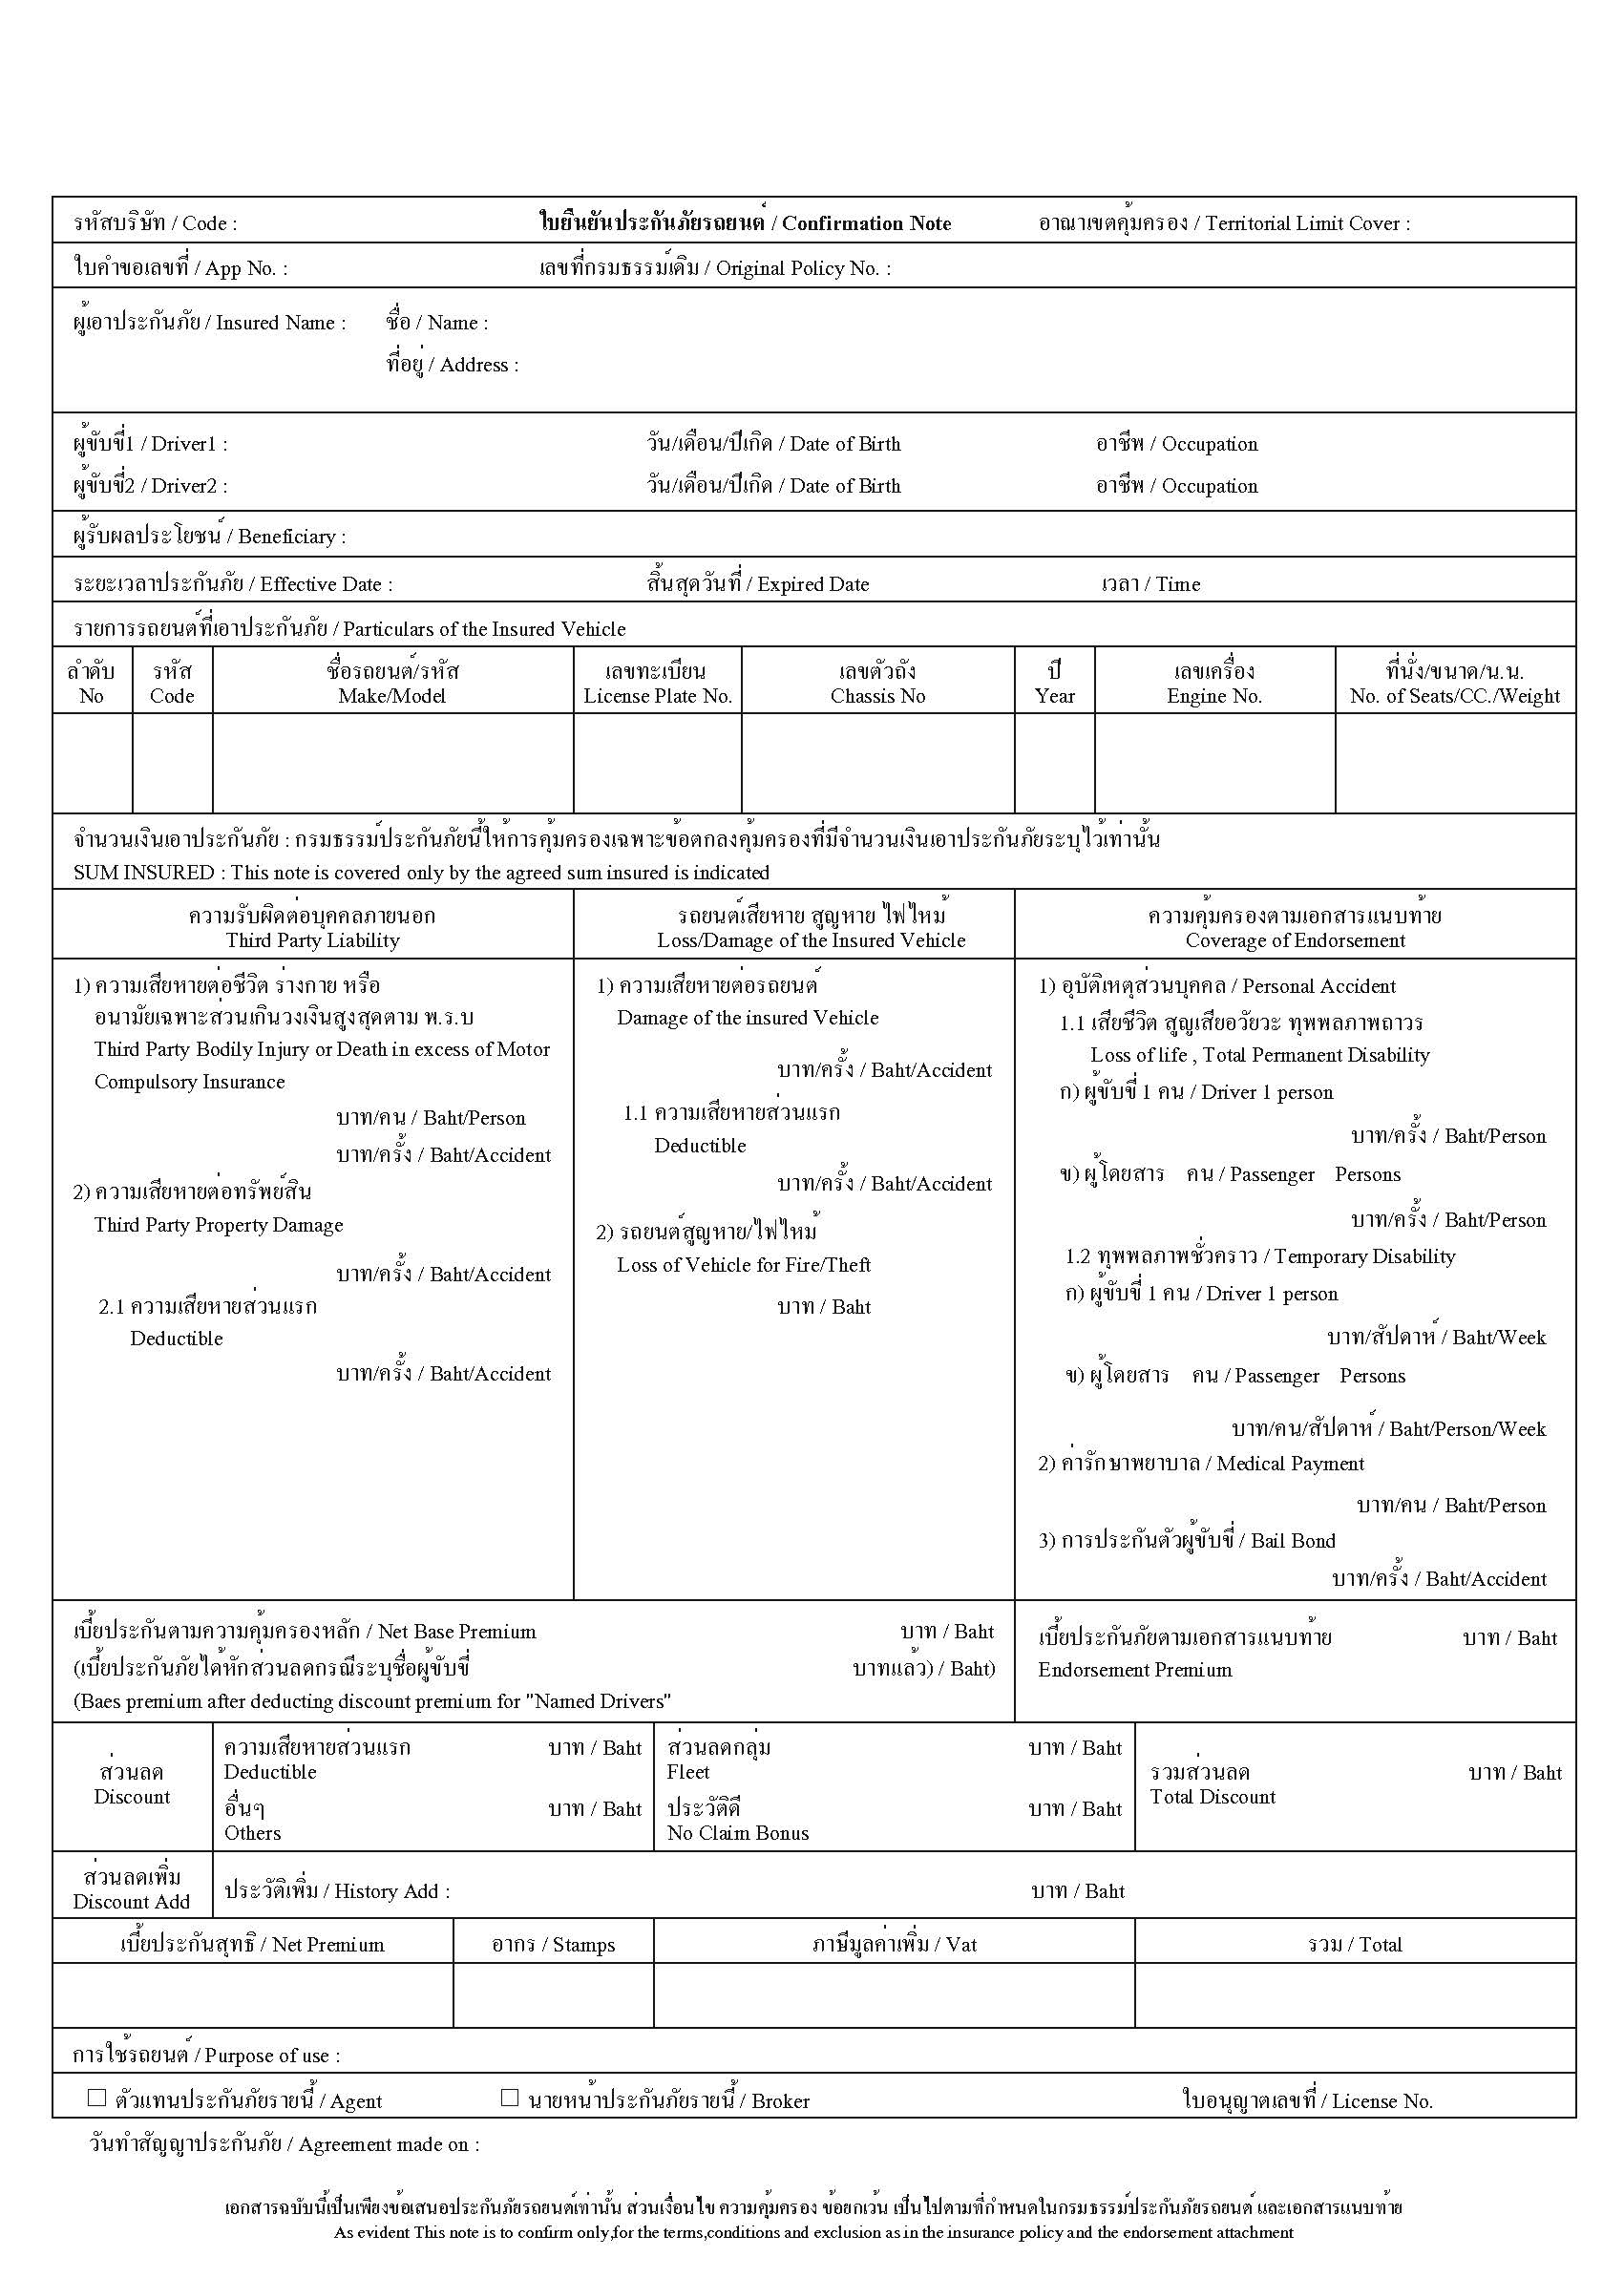 รหัสบริษัท / Code : ใบยืนยันประกันภัยรถยนต์ / Confirmation Note อาณาเขตคุ้มครอง / Territorial Limit Cover :
ใบคำขอเลขที่ / App No. : เลขที่กรมธรรม์เดิม / Original Policy No. :
ผู้เอาประกันภัย / Insured Name : ชื่อ / Name :
ที่อยู่ / Address :
ผู้ขับขี่1 / Driver1 : วัน/เดือน/ปีเกิด / Date of Birth อาชีพ / Occupation
ผู้ขับขี่2 / Driver2 : วัน/เดือน/ปีเกิด / Date of Birth อาชีพ / Occupation
ผู้รับผลประโยชน์ / Beneficiary :
ระยะเวลาประกันภัย / Effective Date : สิ้นสุดวันที่ / Expired Date เวลา / Time
รายการรถยนต์ที่เอาประกันภัย / Particulars of the Insured Vehicle
ลำดับ รหัส ชื่อรถยนต์/รหัส เลขทะเบียน เลขตัวถัง ปี เลขเครื่อง ที่นั่ง/ขนาด/น.น.
No Code Make/Model License Plate No. Chassis No Year Engine No. No. of Seats/CC./Weight
จำนวนเงินเอาประกันภัย : กรมธรรม์ประกันภัยนี้ให้การคุ้มครองเฉพาะข้อตกลงคุ้มครองที่มีจำนวนเงินเอาประกันภัยระบุไว้เท่านั้น
SUM INSURED : This note is covered only by the agreed sum insured is indicated
ความรับผิดต่อบุคคลภายนอก
Third Party Liability
1) ความเสียหายต่อชีวิต ร่างกาย หรือ
อนามัยเฉพาะส่วนเกินวงเงินสูงสุดตาม พ.ร.บ
Third Party Bodily Injury or Death in excess of Motor
Compulsory Insurance
บาท/คน / Baht/Person
บาท/ครั้ง / Baht/Accident
2) ความเสียหายต่อทรัพย์สิน
Third Party Property Damage
บาท/ครั้ง / Baht/Accident
2.1 ความเสียหายส่วนแรก
Deductible
บาท/ครั้ง / Baht/Accident
รถยนต์เสียหาย สูญหาย ไฟไหม้
Loss/Damage of the Insured Vehicle
1) ความเสียหายต่อรถยนต์
Damage of the insured Vehicle
บาท/ครั้ง / Baht/Accident
1.1 ความเสียหายส่วนแรก
Deductible
บาท/ครั้ง / Baht/Accident
2) รถยนต์สูญหาย/ไฟไหม้
Loss of Vehicle for Fire/Theft
บาท / Baht
ความคุ้มครองตามเอกสารแนบท้าย
Coverage of Endorsement
1) อุบัติเหตุส่วนบุคคล / Personal Accident
1.1 เสียชีวิต สูญเสียอวัยวะ ทุพพลภาพถาวร
Loss of life , Total Permanent Disability
ก) ผู้ขับขี่ 1 คน / Driver 1 person
บาท/ครั้ง / Baht/Person
ข) ผู้โดยสาร คน / Passenger Persons
บาท/ครั้ง / Baht/Person
1.2 ทุพพลภาพชั่วคราว / Temporary Disability
ก) ผู้ขับขี่ 1 คน / Driver 1 person
บาท/สัปดาห์ / Baht/Week
ข) ผู้โดยสาร คน / Passenger Persons
บาท/คน/สัปดาห์ / Baht/Person/Week
2) ค่ารักษาพยาบาล / Medical Payment
บาท/คน / Baht/Person
3) การประกันตัวผู้ขับขี่ / Bail Bond
บาท/ครั้ง / Baht/Accident
เบี้ยประกันตามความคุ้มครองหลัก / Net Base Premium บาท / Baht
(เบี้ยประกันภัยได้หักส่วนลดกรณีระบุชื่อผู้ขับขี่ บาทแล้ว) / Baht)
(Baes premium after deducting discount premium for "Named Drivers"
เบี้ยประกันภัยตามเอกสารแนบท้าย บาท / Baht
Endorsement Premium
ส่วนลด
Discount
ความเสียหายส่วนแรก บาท / Baht
Deductible
อื่นๆ บาท / Baht
Others
ส่วนลดกลุ่ม บาท / Baht
Fleet
ประวัติดี บาท / Baht
No Claim Bonus
รวมส่วนลด บาท / Baht
Total Discount
ส่วนลดเพิ่ม
Discount Add
ประวัติเพิ่ม / History Add : บาท / Baht
เบี้ยประกันสุทธิ / Net Premium อากร / Stamps ภาษีมูลค่าเพิ่ม / Vat รวม / Total
การใช้รถยนต์ / Purpose of use :
☐ ตัวแทนประกันภัยรายนี้ / Agent ☐ นายหน้าประกันภัยรายนี้ / Broker ใบอนุญาตเลขที่ / License No.
วันทำสัญญาประกันภัย / Agreement made on :
เอกสารฉบับนี้เป็นเพียงข้อเสนอประกันภัยรถยนต์เท่านั้น ส่วนเงื่อนไข ความคุ้มครอง ข้อยกเว้น เป็นไปตามที่กำหนดในกรมธรรม์ประกันภัยรถยนต์ และเอกสารแนบท้าย
As evident This note is to confirm only,for the terms,conditions and exclusion as in the insurance policy and the endorsement attachment